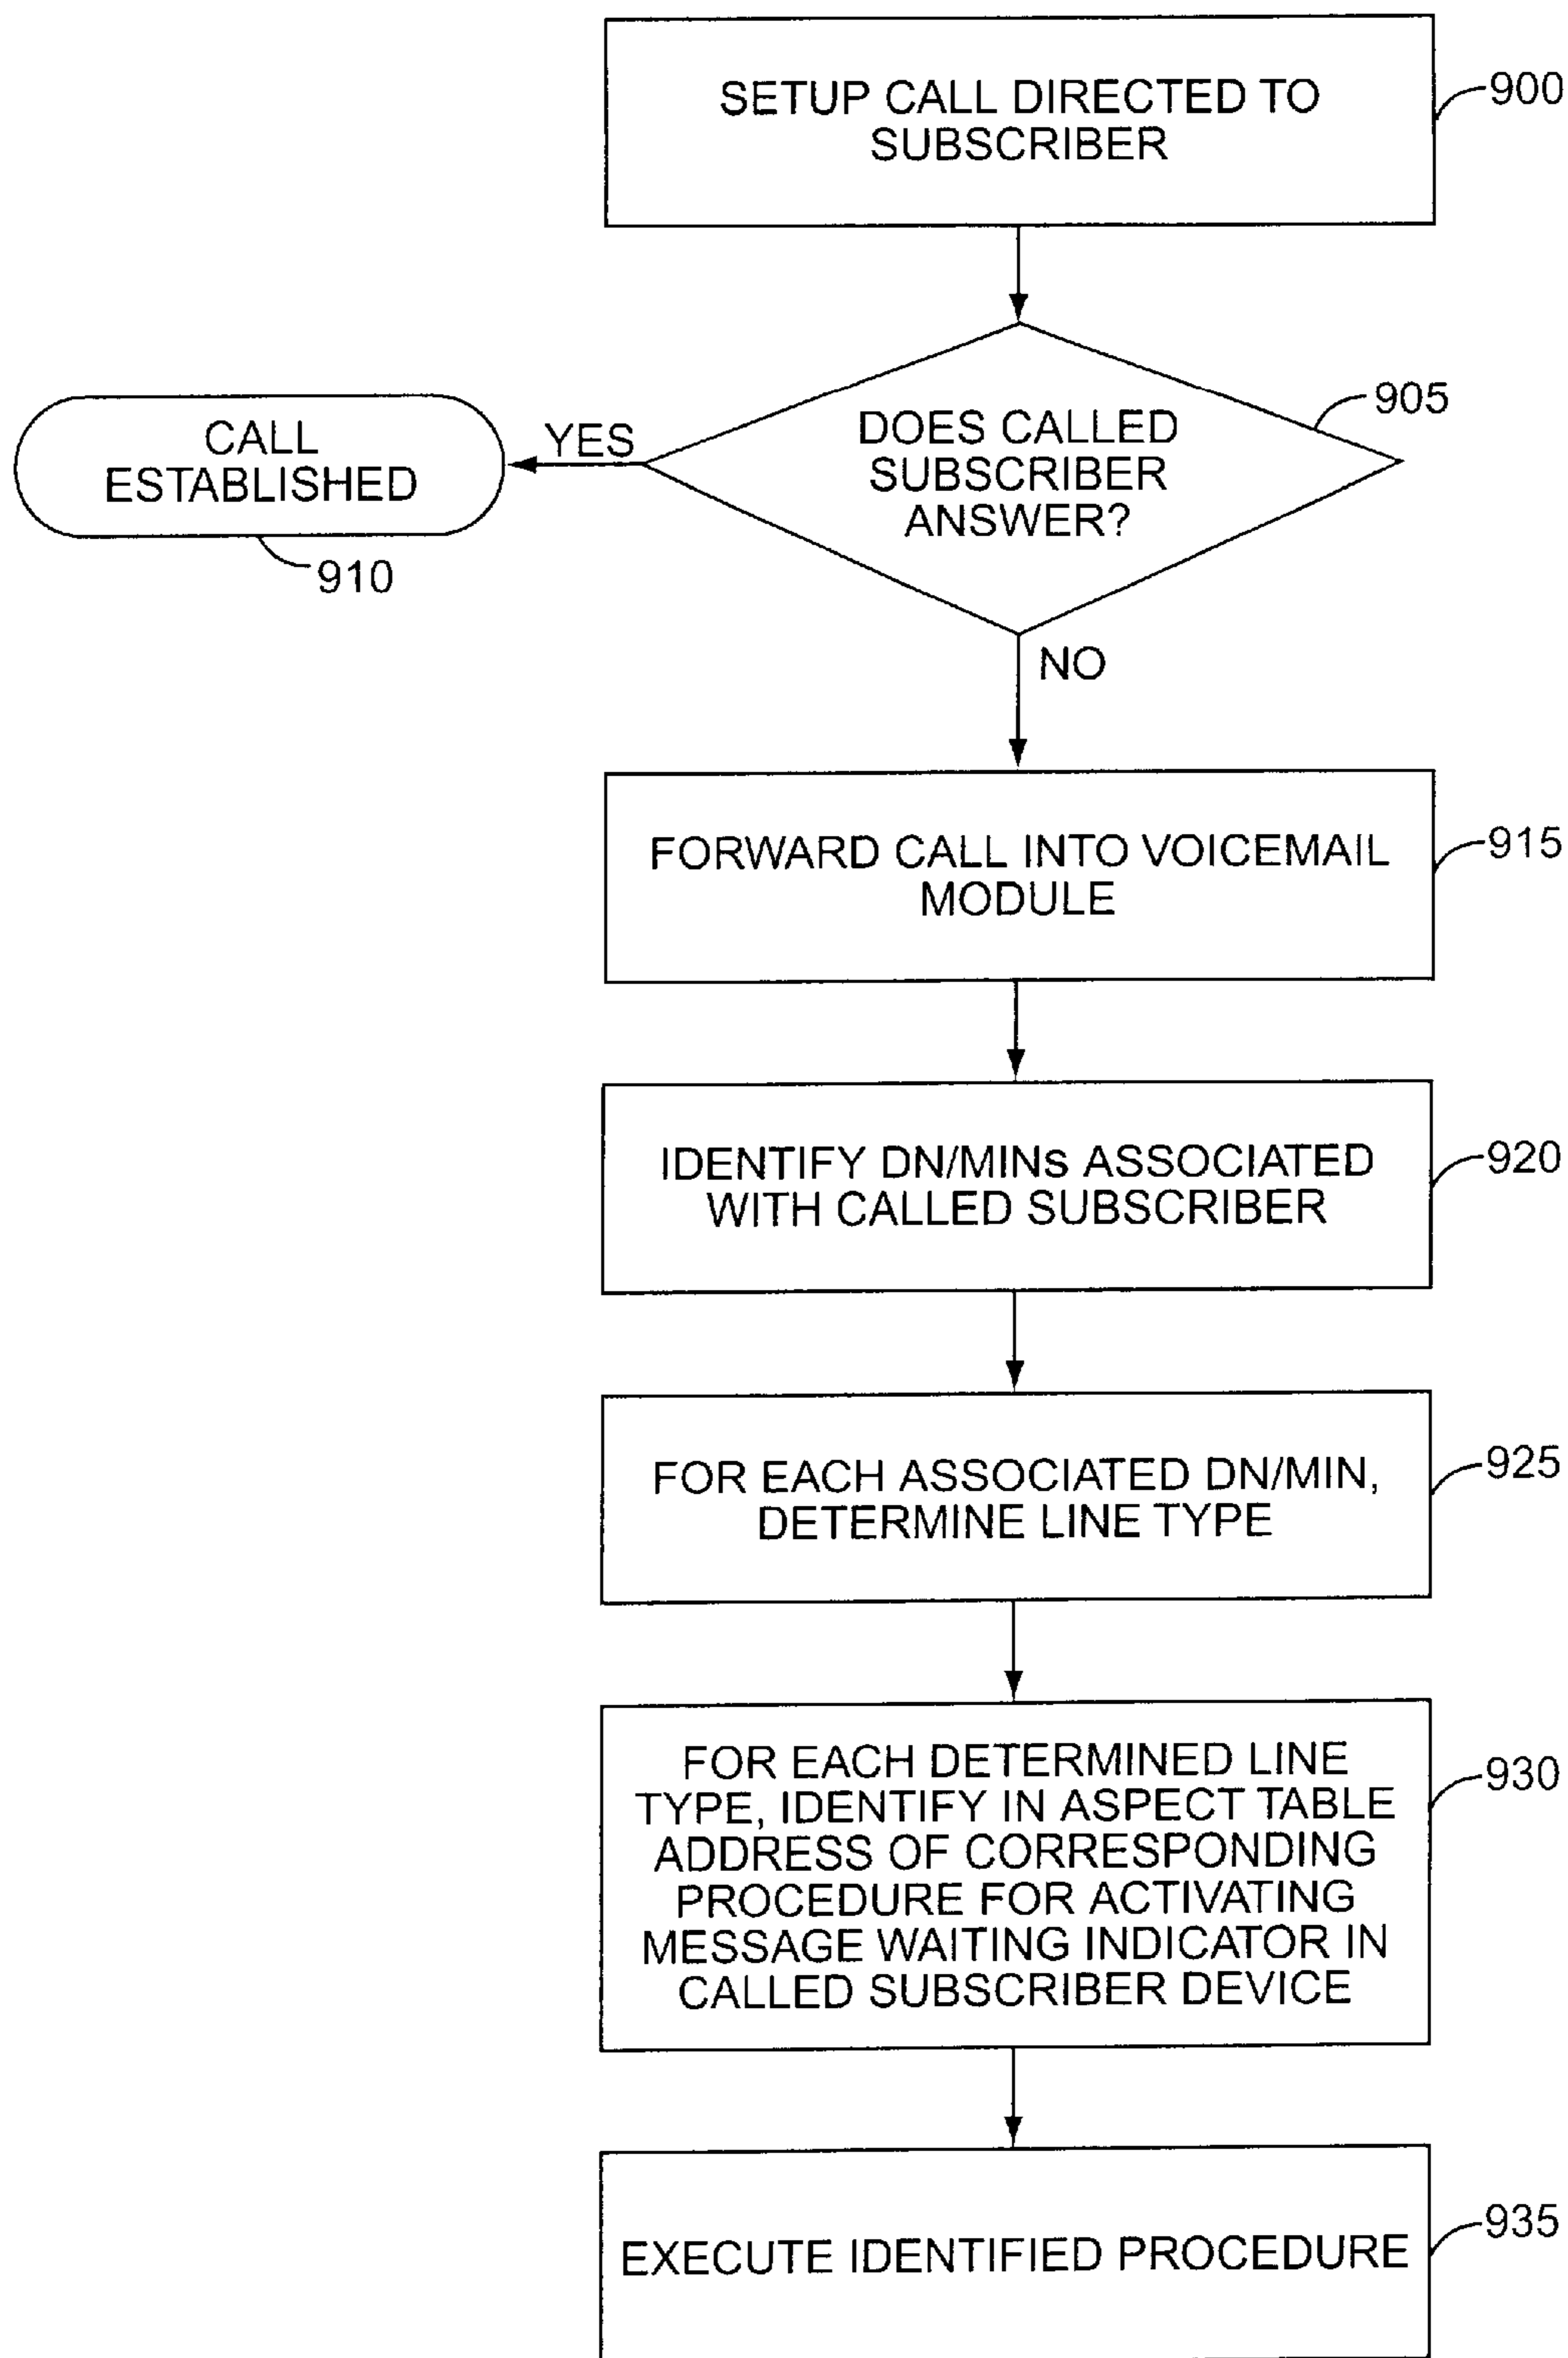 SETUP CALL DIRECTED TO
SUBSCRIBER
900
DOES CALLED
SUBSCRIBER
ANSWER?
905
YES
CALL
ESTABLISHED
910
NO
FORWARD CALL INTO VOICEMAIL
MODULE
915
IDENTIFY DN/MINs ASSOCIATED
WITH CALLED SUBSCRIBER
920
FOR EACH ASSOCIATED DN/MIN,
DETERMINE LINE TYPE
925
FOR EACH DETERMINED LINE
TYPE, IDENTIFY IN ASPECT TABLE
ADDRESS OF CORRESPONDING
PROCEDURE FOR ACTIVATING
MESSAGE WAITING INDICATOR IN
CALLED SUBSCRIBER DEVICE
930
EXECUTE IDENTIFIED PROCEDURE
935